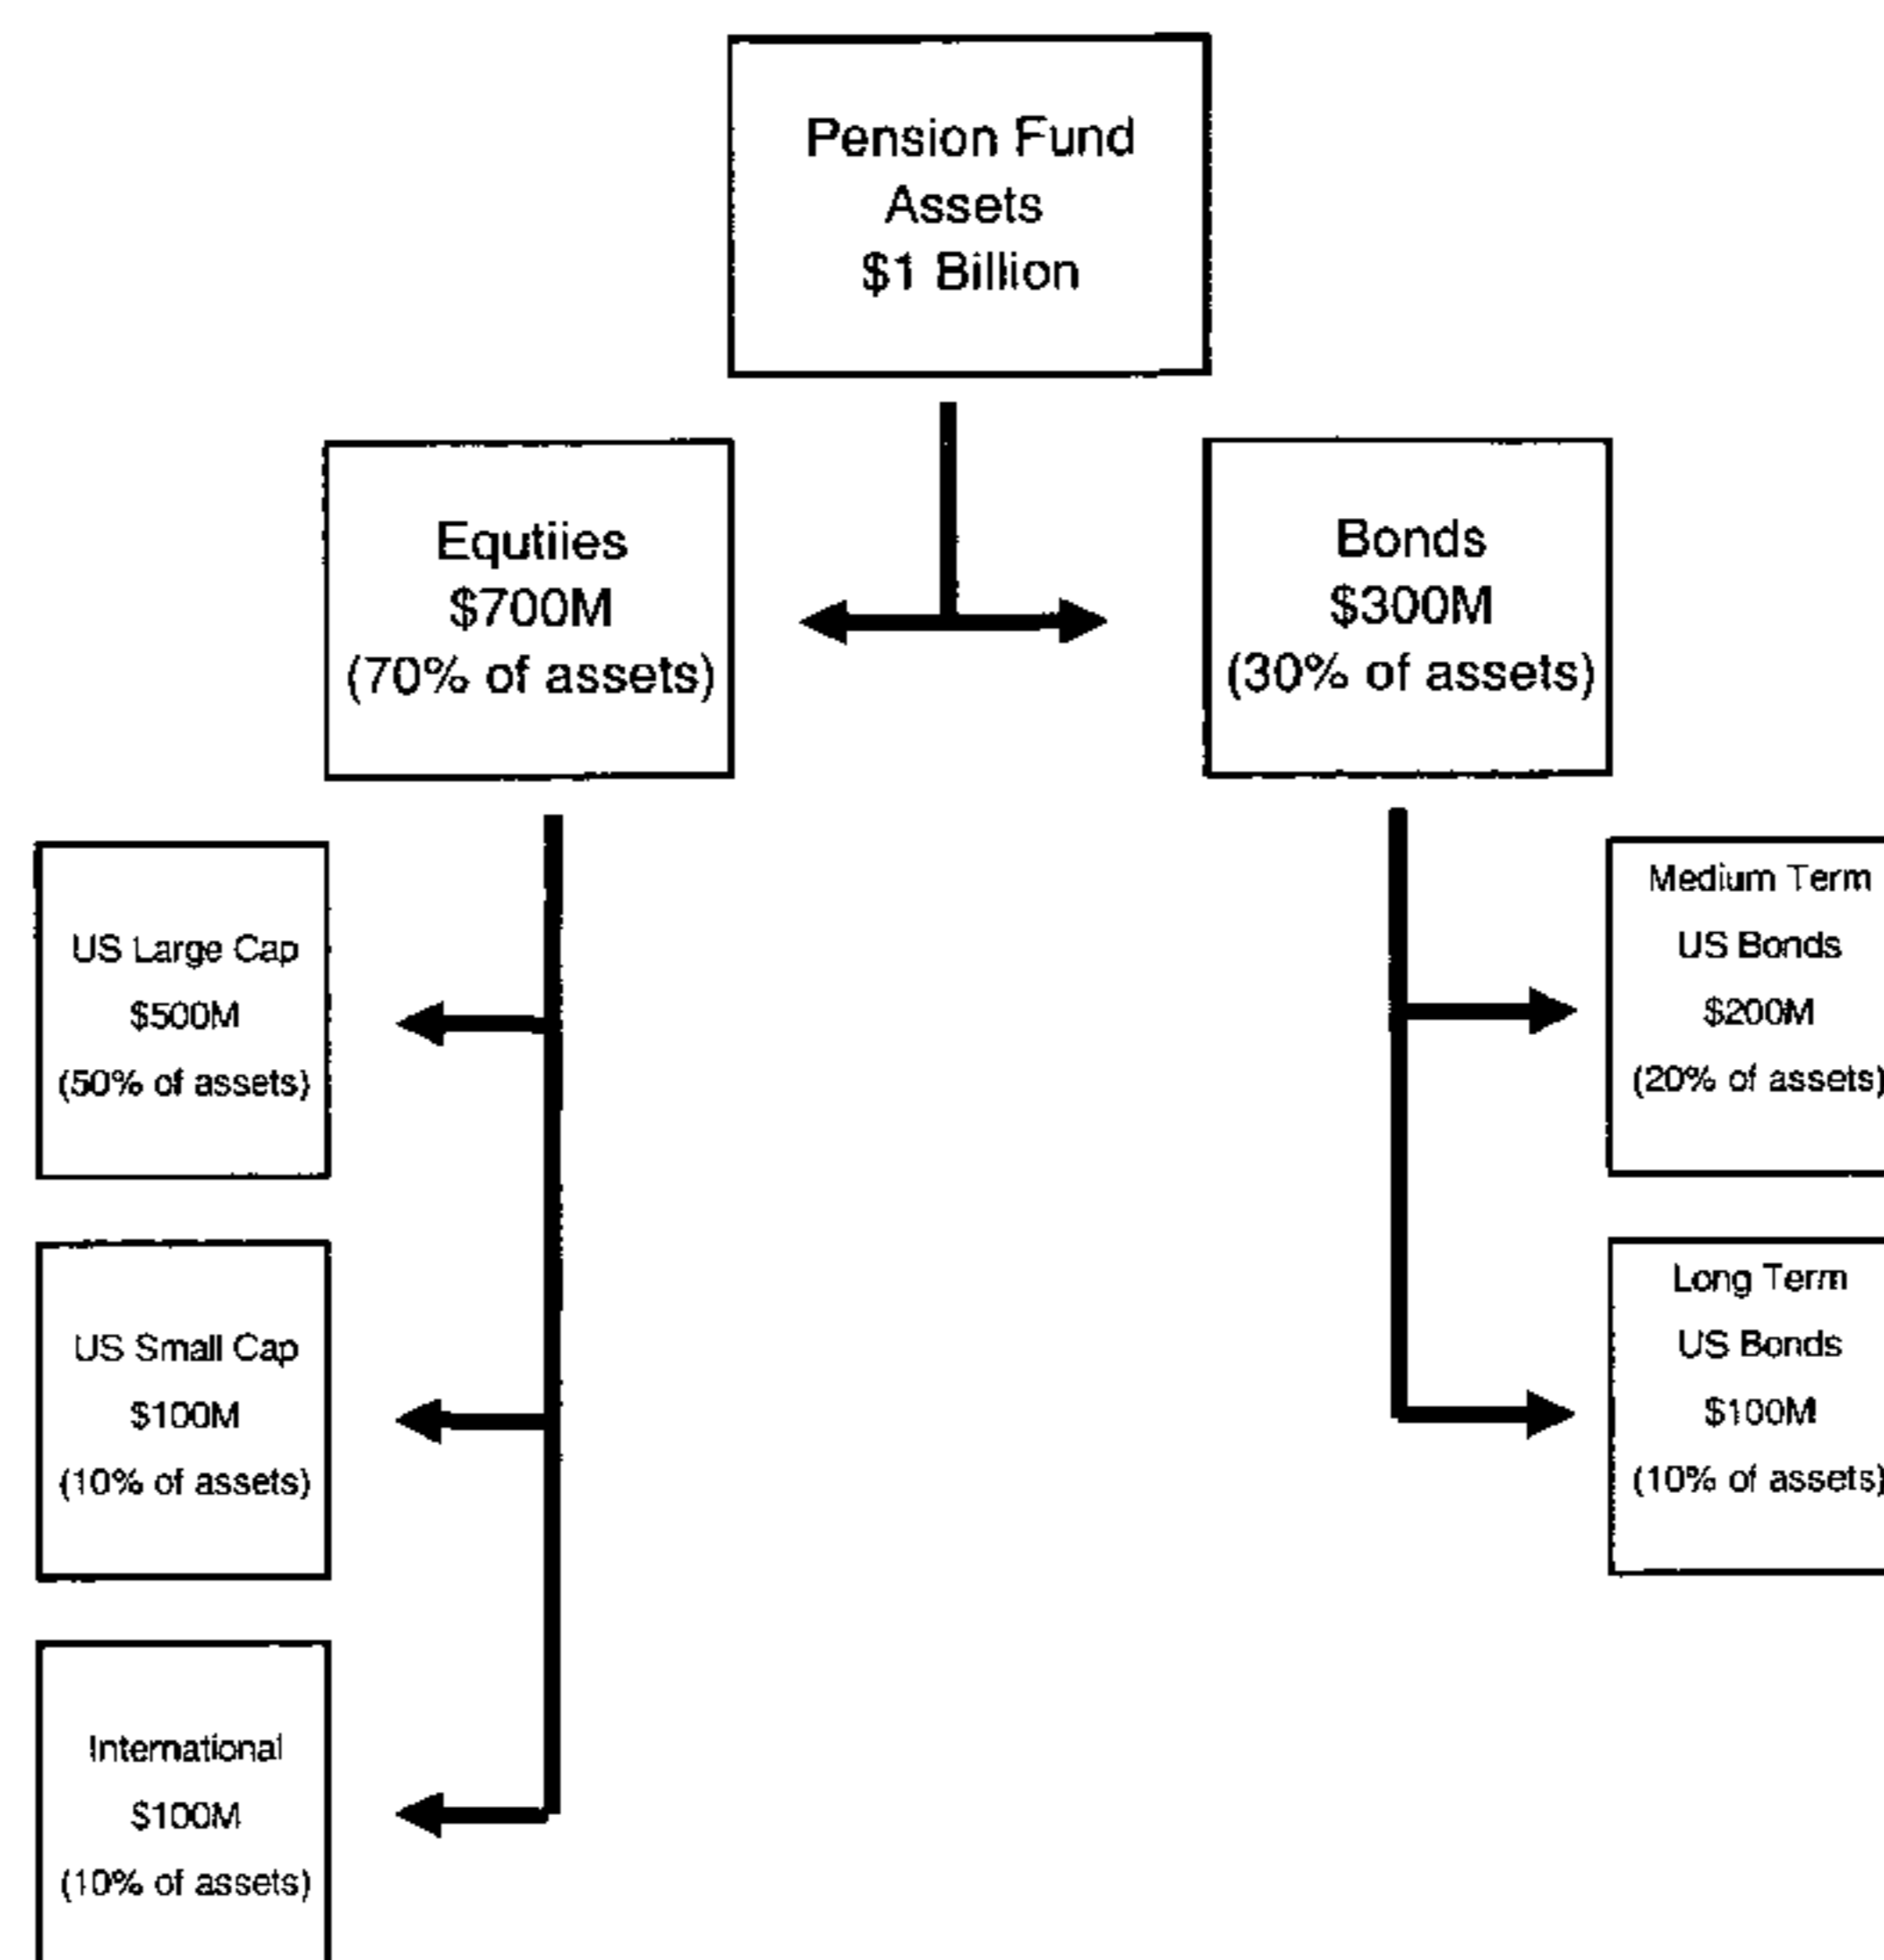 Pension Fund
Assets
$1 Billion
Equtiies
$700M
(70% of assets)
Bonds
$300M
(30% of assets)
US Large Cap
$500M
(50% of assets)
Medium Term
US Bonds
$200M
(20% of assets)
US Small Cap
$100M
(10% of assets)
Long Term
US Bonds
$100M
(10% of assets)
International
$100M
(10% of assets)